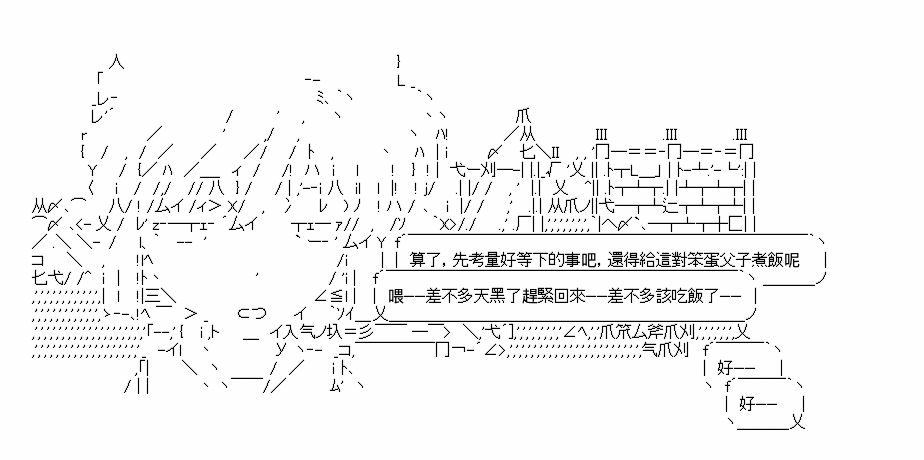 算了，先考量好等下的事吧，還得給這對笨蛋父子煮飯呢
喂——差不多天黑了趕緊回來——差不多該吃飯了——
好——
好——